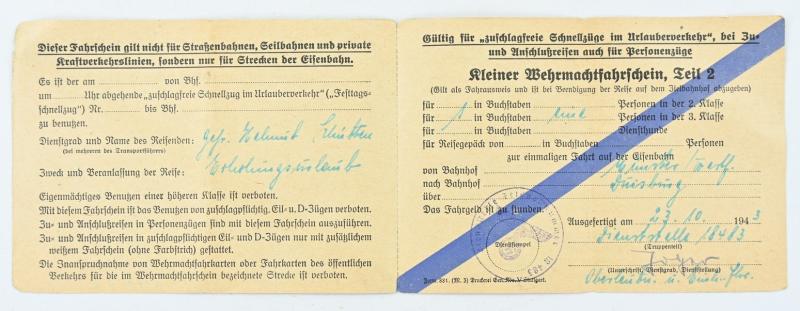 Dieser Fahrschein gilt nicht für Straßenbahnen, Seilbahnen und private
Kraftverkehrslinien, sondern nur für Strecken der Eisenbahn.
Es ist der am von Bhf.
um Uhr abgehende „zuschlagfreie Schnellzug im Urlauberverkehr“ („Festtags-
schnellzug“) Nr. bis Bhf.
zu benutzen.
Dienstgrad und Name des Reisenden: Gefr. Helmut
(bei mehreren des Transportführers)
Zweck und Veranlassung der Reise: Erholungsurlaub
Eigenmächtiges Benutzen einer höheren Klasse ist verboten.
Mit diesem Fahrschein ist das Benutzen von zuschlagpflichtig. Eil- u. D-Zügen verboten.
Zu- und Anschlußreisen in Personenzügen sind mit diesem Fahrschein auszuführen.
Zu- und Anschlußreisen in zuschlagpflichtigen Eil- und D-Zügen nur mit zusätzlichem
weißem Fahrschein (ohne Farbstrich) gestattet.
Die Inanspruchnahme von Wehrmachtfahrkarten oder Fahrkarten des öffentlichen
Verkehrs für die im Wehrmachtfahrschein bezeichnete Strecke ist verboten.
Gültig für „zuschlagfreie Schnellzüge im Urlauberverkehr“, bei Zu-
und Anschlußreisen auch für Personenzüge
Kleiner Wehrmachtfahrschein, Teil 2
(Gilt als Fahrausweis und ist bei Beendigung der Reise auf dem Zielbahnhof abzugeben)
für in Buchstaben Personen in der 2. Klasse
für 1 in Buchstaben eine Personen in der 3. Klasse
für in Buchstaben Diensthunde
für Reisegepäck von in Buchstaben Personen
zur einmaligen Fahrt auf der Eisenbahn
von Bahnhof Münster/Westf.
nach Bahnhof Duisburg
über
Das Fahrgeld ist zu stunden.
Ausgefertigt am 23. 10. 1943
Dienststempel
Dienststelle 18483
(Truppenteil)
(Unterschrift, Dienstgrad, Dienststellung)
Form. 831.